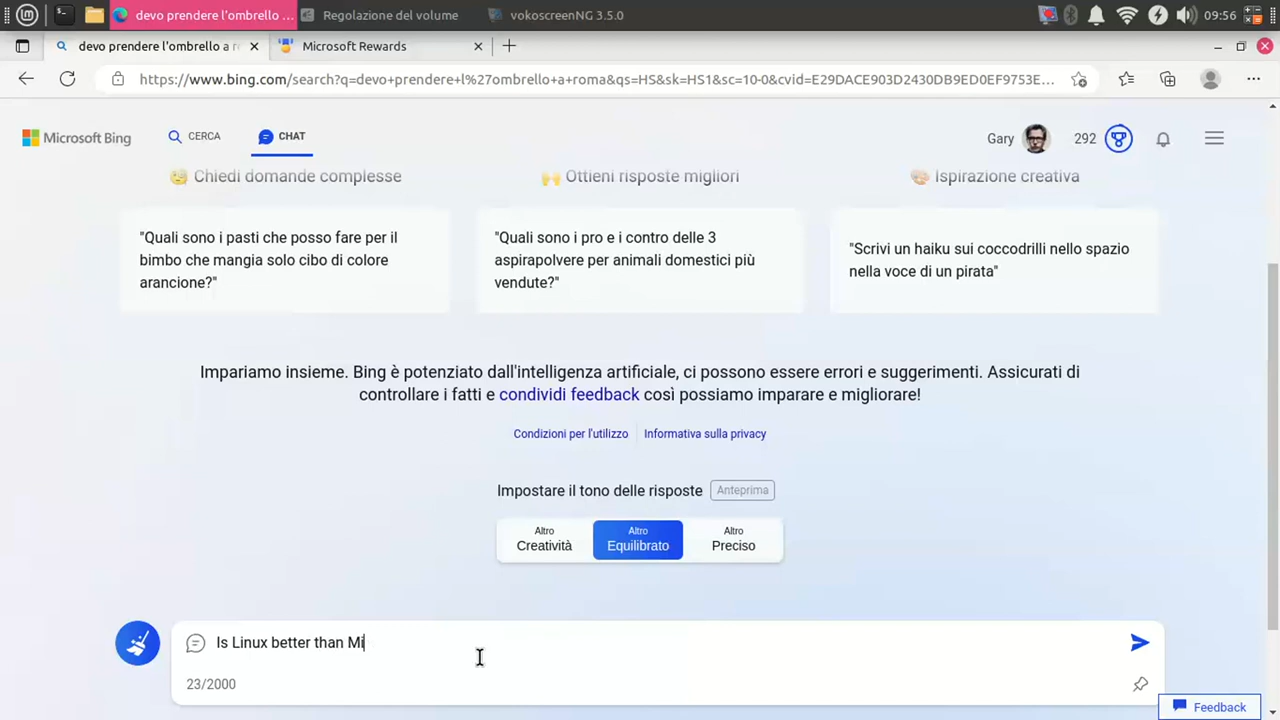 devo prendere l'ombrello ...
Regolazione del volume
vokoscreenNG 3.5.0
09:56
devo prendere l'ombrello a r
Microsoft Rewards
https://www.bing.com/search?q=devo+prendere+l%27ombrello+a+roma&qs=HS&sk=HS1&sc=10-0&cvid=E29DACE903D2430DB9ED0EF9753E...
Microsoft Bing
CERCA
CHAT
Gary
292
Chiedi domande complesse
Ottieni risposte migliori
Ispirazione creativa
"Quali sono i pasti che posso fare per il
bimbo che mangia solo cibo di colore
arancione?"
"Quali sono i pro e i contro delle 3
aspirapolvere per animali domestici più
vendute?"
"Scrivi un haiku sui coccodrilli nello spazio
nella voce di un pirata"
Impariamo insieme. Bing è potenziato dall'intelligenza artificiale, ci possono essere errori e suggerimenti. Assicurati di
controllare i fatti e condividi feedback così possiamo imparare e migliorare!
Condizioni per l'utilizzo
Informativa sulla privacy
Impostare il tono delle risposte
Anteprima
Altro
Creatività
Altro
Equilibrato
Altro
Preciso
Is Linux better than Mi
23/2000
Feedback